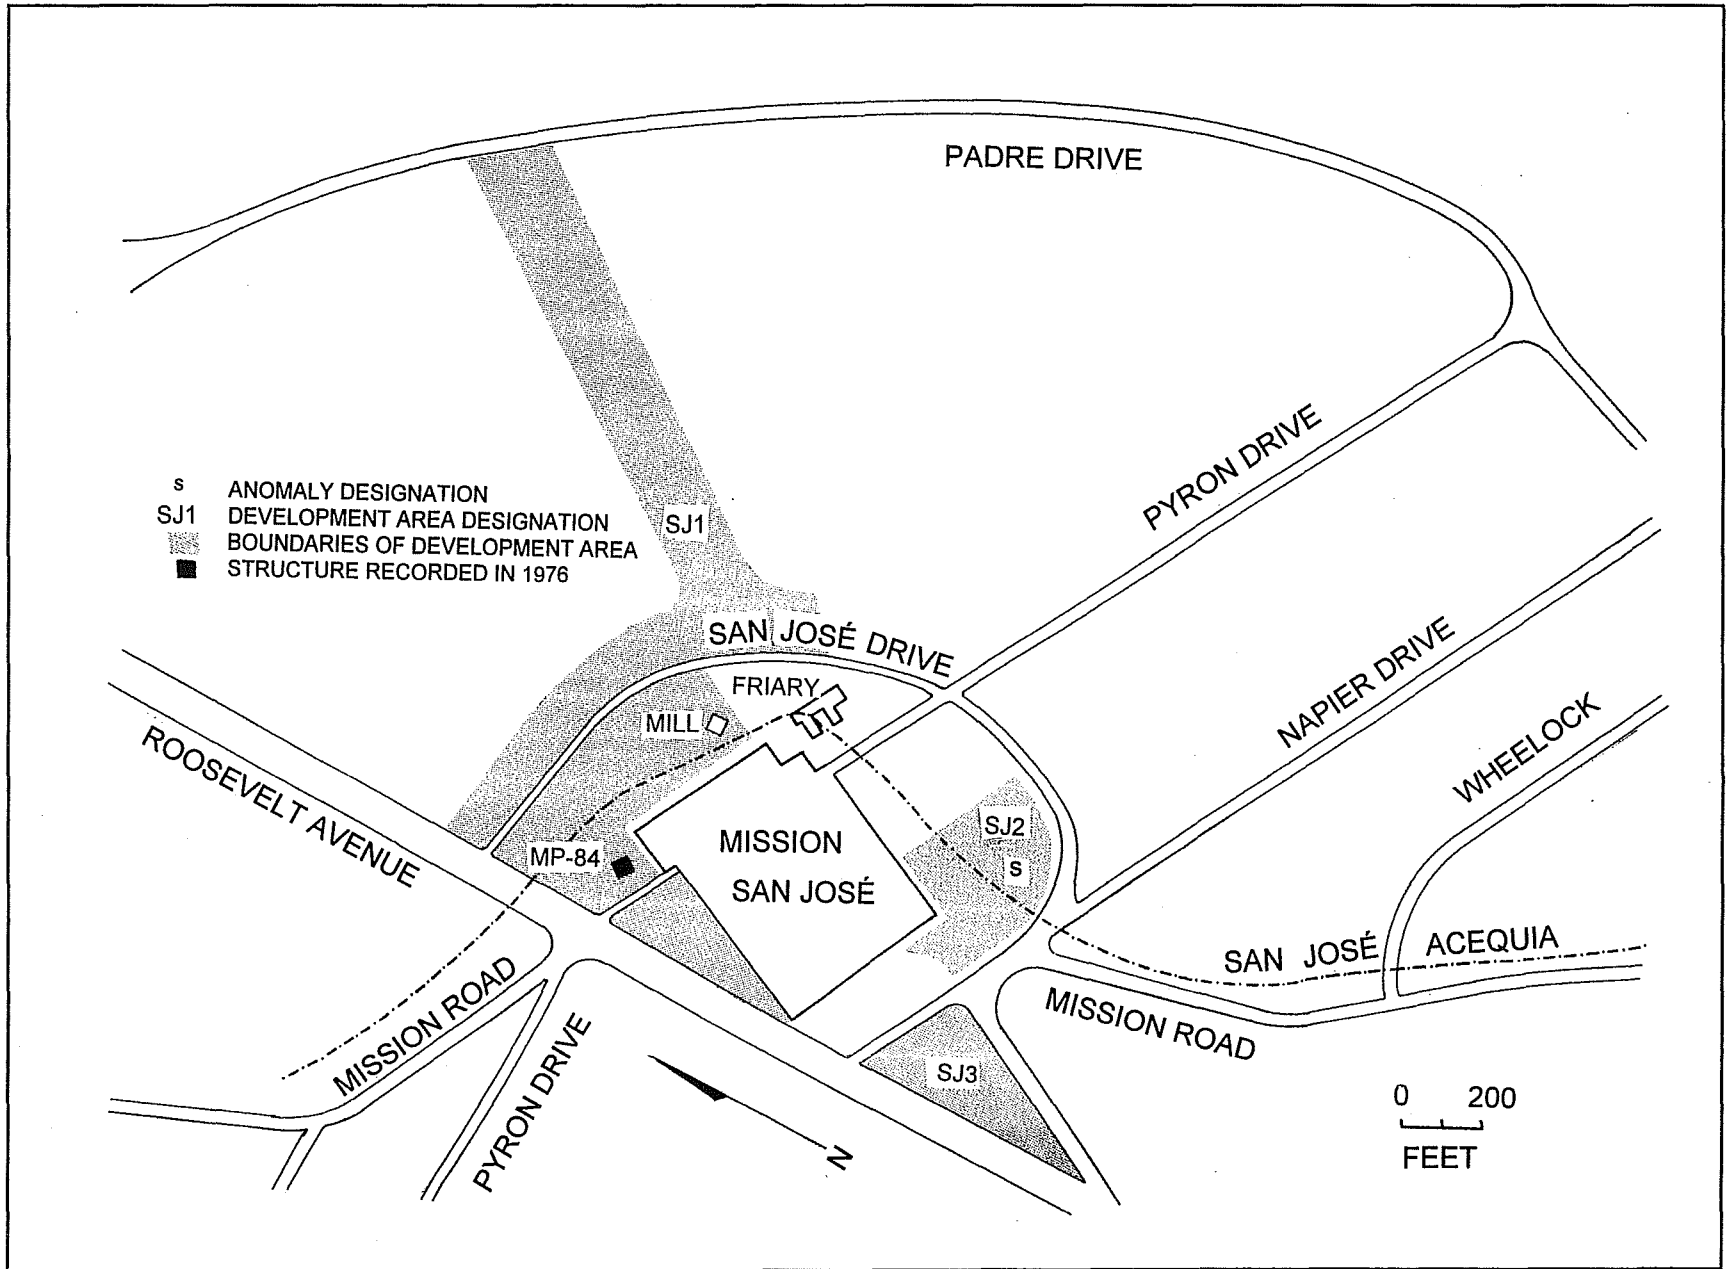 PADRE DRIVE
PYRON DRIVE
s ANOMALY DESIGNATION
SJ1 DEVELOPMENT AREA DESIGNATION
BOUNDARIES OF DEVELOPMENT AREA
STRUCTURE RECORDED IN 1976
SJ1
SAN JOSÉ DRIVE
NAPIER DRIVE
FRIARY
MILL
WHEELOCK
ROOSEVELT AVENUE
MISSION
SAN JOSÉ
SJ2
s
MP-84
SAN JOSÉ ACEQUIA
MISSION ROAD
MISSION ROAD
PYRON DRIVE
SJ3
N
0 200
FEET